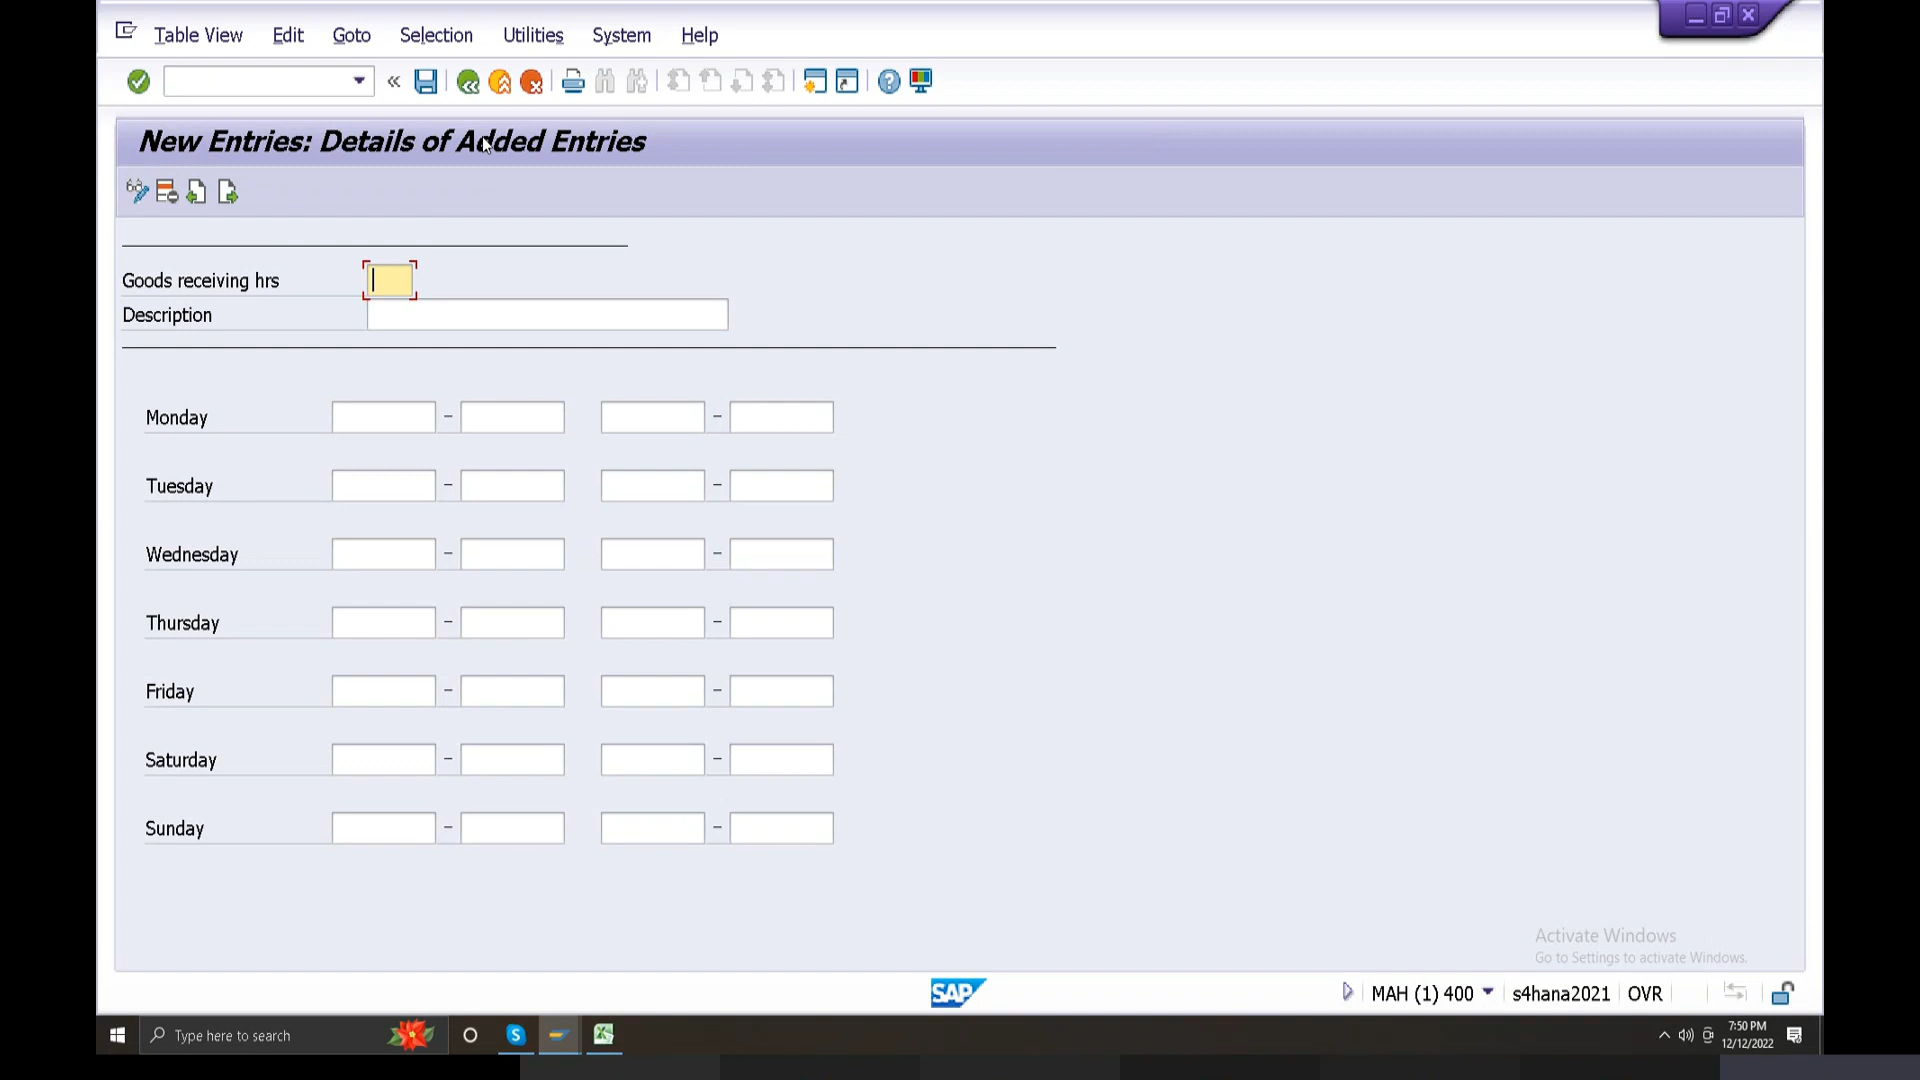 Table View Edit Goto Selection Utilities System Help
New Entries: Details of Added Entries
Goods receiving hrs
Description
Monday - -
Tuesday - -
Wednesday - -
Thursday - -
Friday - -
Saturday - -
Sunday - -
Activate Windows
Go to Settings to activate Windows.
SAP MAH (1) 400 s4hana2021 OVR
Type here to search
7:50 PM
12/12/2022